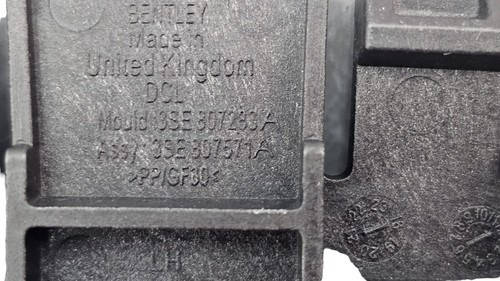 BENTLEY
Made in
United Kingdom
DCL
Mould 3SE 807283 A
Assy 3SE 807571 A
>PP/GF30<
LH